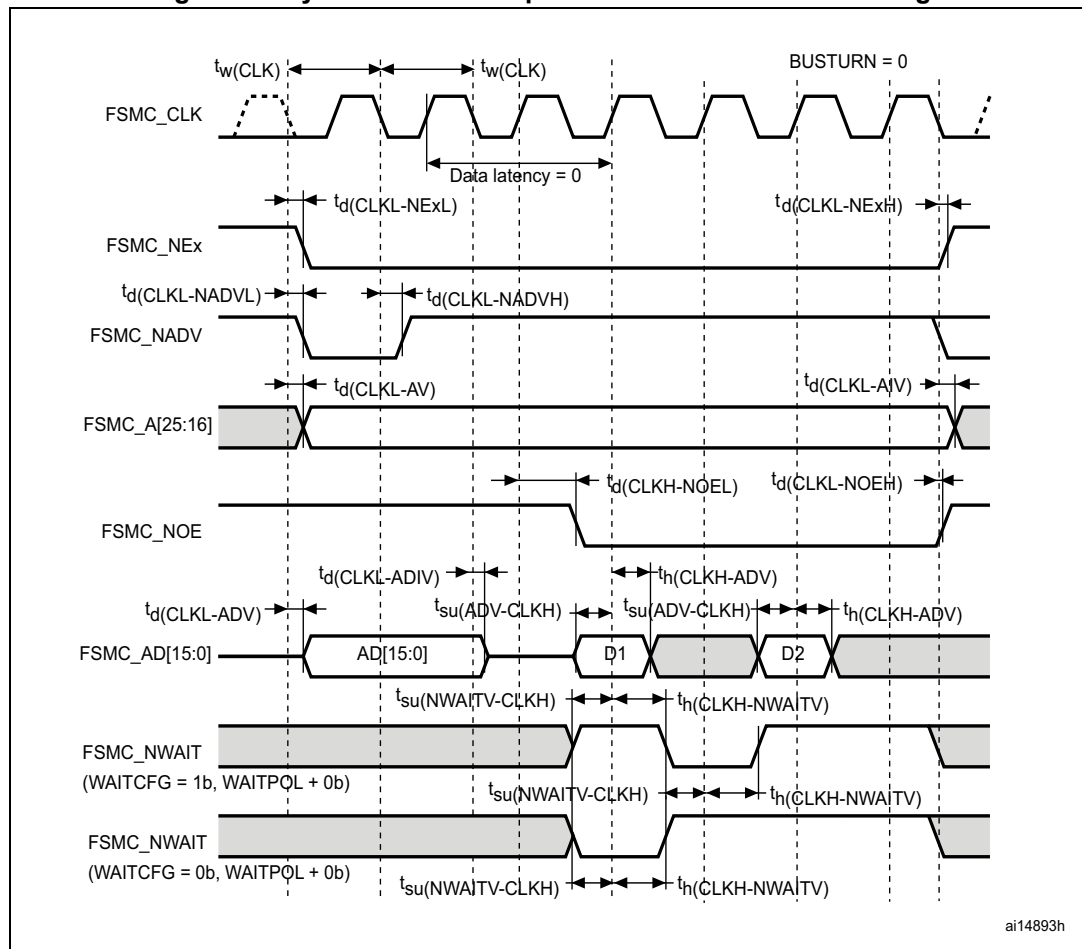 tw(CLK) tw(CLK) BUSTURN = 0
FSMC_CLK
Data latency = 0
td(CLKL-NExL) td(CLKL-NExH)
FSMC_NEx
td(CLKL-NADVL) td(CLKL-NADVH)
FSMC_NADV
td(CLKL-AV) td(CLKL-AIV)
FSMC_A[25:16]
td(CLKH-NOEL) td(CLKL-NOEH)
FSMC_NOE
td(CLKL-ADIV) th(CLKH-ADV)
td(CLKL-ADV) tsu(ADV-CLKH) tsu(ADV-CLKH) th(CLKH-ADV)
FSMC_AD[15:0] AD[15:0] D1 D2
tsu(NWAITV-CLKH) th(CLKH-NWAITV)
FSMC_NWAIT
(WAITCFG = 1b, WAITPOL + 0b)
tsu(NWAITV-CLKH) th(CLKH-NWAITV)
FSMC_NWAIT
(WAITCFG = 0b, WAITPOL + 0b)
tsu(NWAITV-CLKH) th(CLKH-NWAITV)
ai14893h